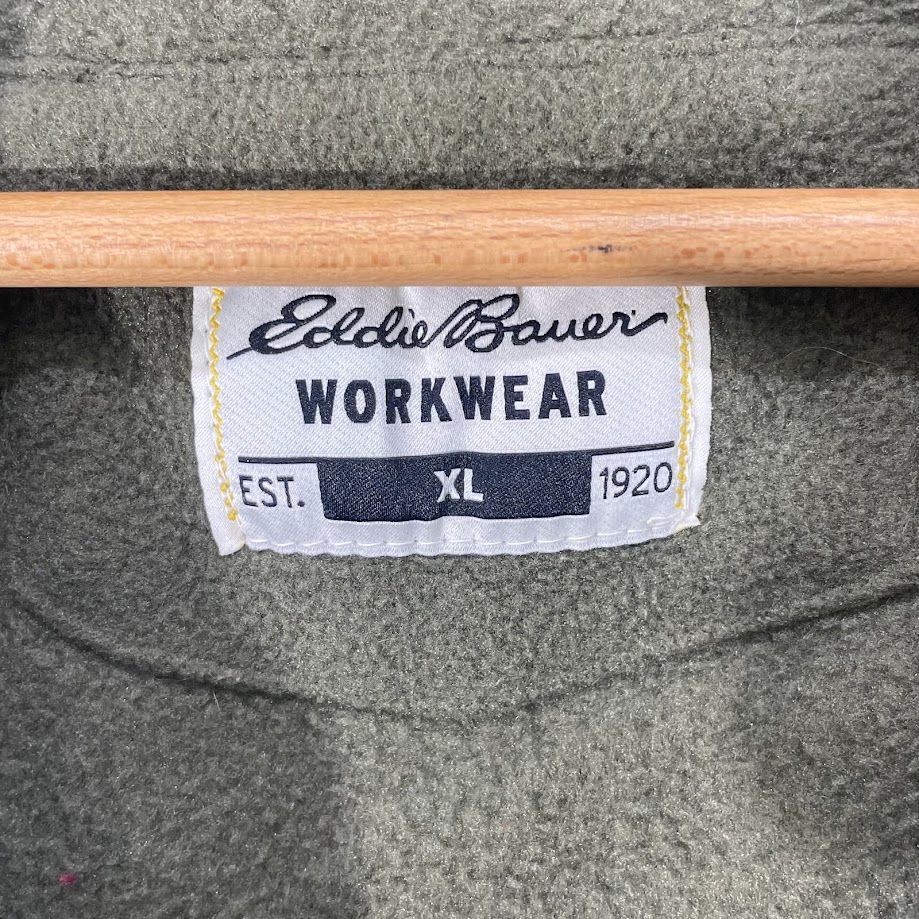 Eddie Bauer
WORKWEAR
EST. XL 1920